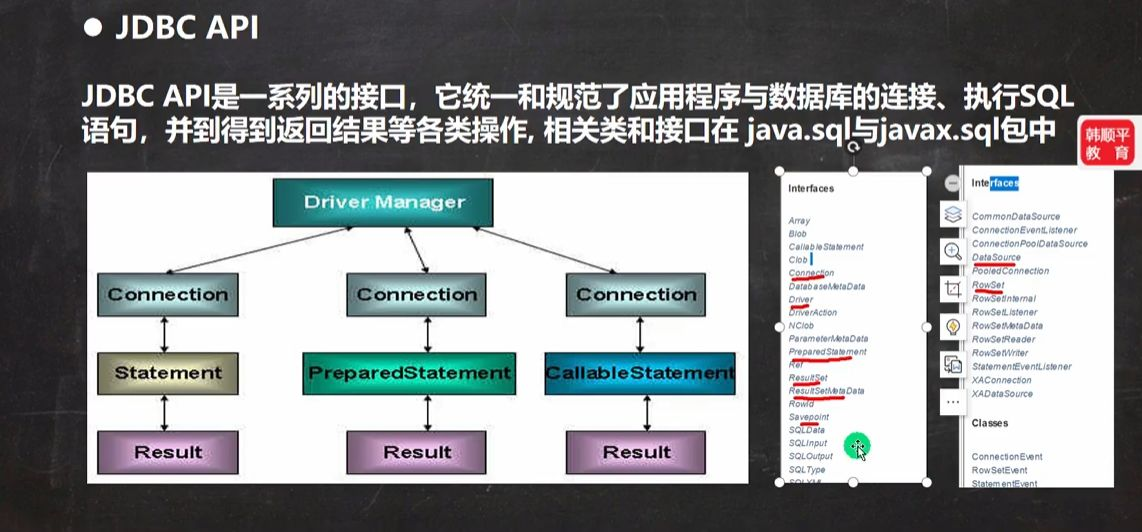 ● JDBC API
JDBC API是一系列的接口，它统一和规范了应用程序与数据库的连接、执行SQL
语句，并到得到返回结果等各类操作, 相关类和接口在 java.sql与javax.sql包中
韩顺平
教 育
Driver Manager
Connection Connection Connection
Statement PreparedStatement CallableStatement
Result Result Result
Interfaces
Array
Blob
CallableStatement
Clob
Connection
DatabaseMetaData
Driver
DriverAction
NClob
ParameterMetaData
PreparedStatement
Ref
ResultSet
ResultSetMetaData
RowId
Savepoint
SQLData
SQLInput
SQLOutput
SQLType
SQLXML
Interfaces
CommonDataSource
ConnectionEventListener
ConnectionPoolDataSource
DataSource
PooledConnection
RowSet
RowSetInternal
RowSetListener
RowSetMetaData
RowSetReader
RowSetWriter
StatementEventListener
XAConnection
XADataSource
Classes
ConnectionEvent
RowSetEvent
StatementEvent